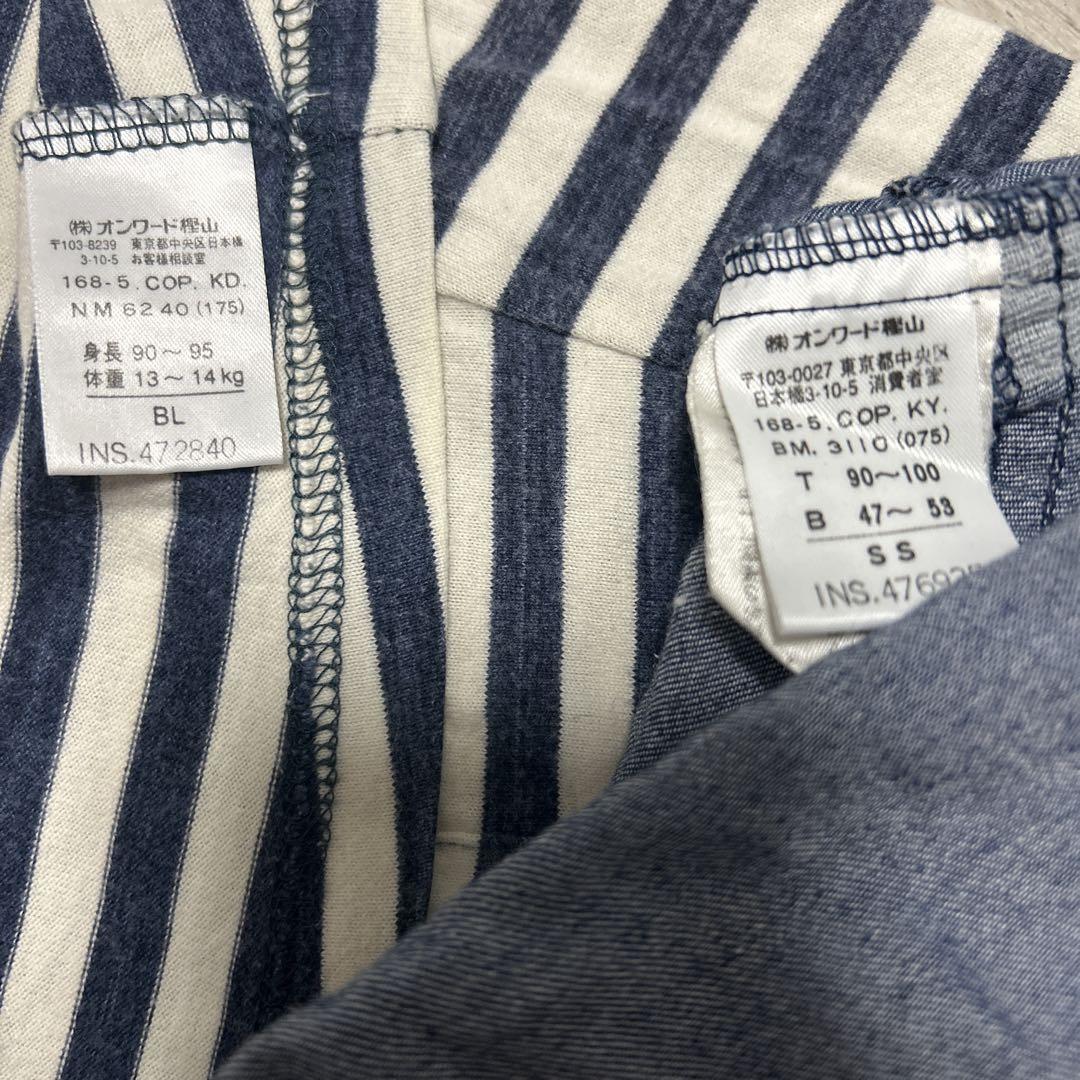 (株)オンワード樫山
〒103-8239 東京都中央区日本橋
3-10-5 お客様相談室
168-5. COP. KD.
NM 6240 (175)
身長 90～95
体重 13～14kg
BL
INS. 472840
(株)オンワード樫山
〒103-0027 東京都中央区
日本橋3-10-5 消費者室
168-5. COP. KY.
BM. 3110 (075)
T 90～100
B 47～53
SS
INS. 47692